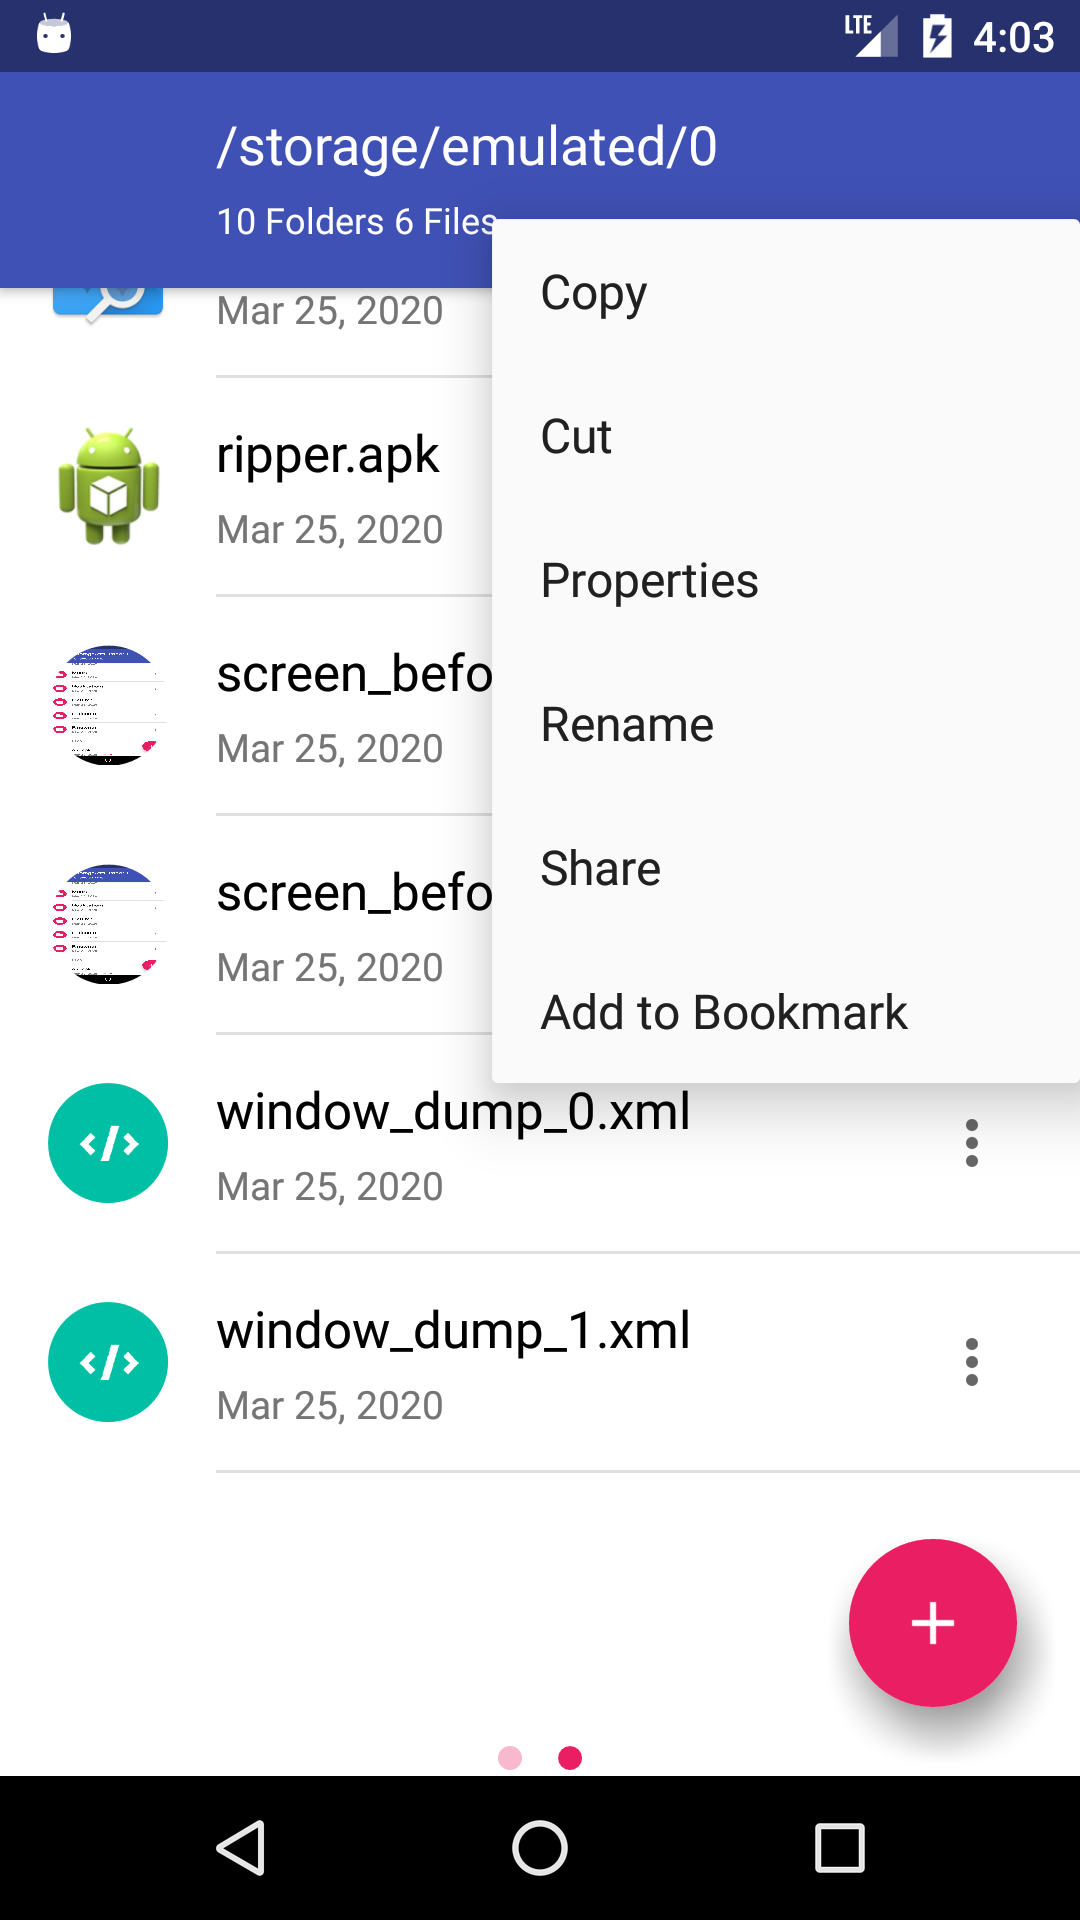 LTE 4:03
/storage/emulated/0
10 Folders 6 Files
Mar 25, 2020
ripper.apk
Mar 25, 2020
screen_befo
Mar 25, 2020
screen_befo
Mar 25, 2020
window_dump_0.xml
Mar 25, 2020
window_dump_1.xml
Mar 25, 2020
Copy
Cut
Properties
Rename
Share
Add to Bookmark